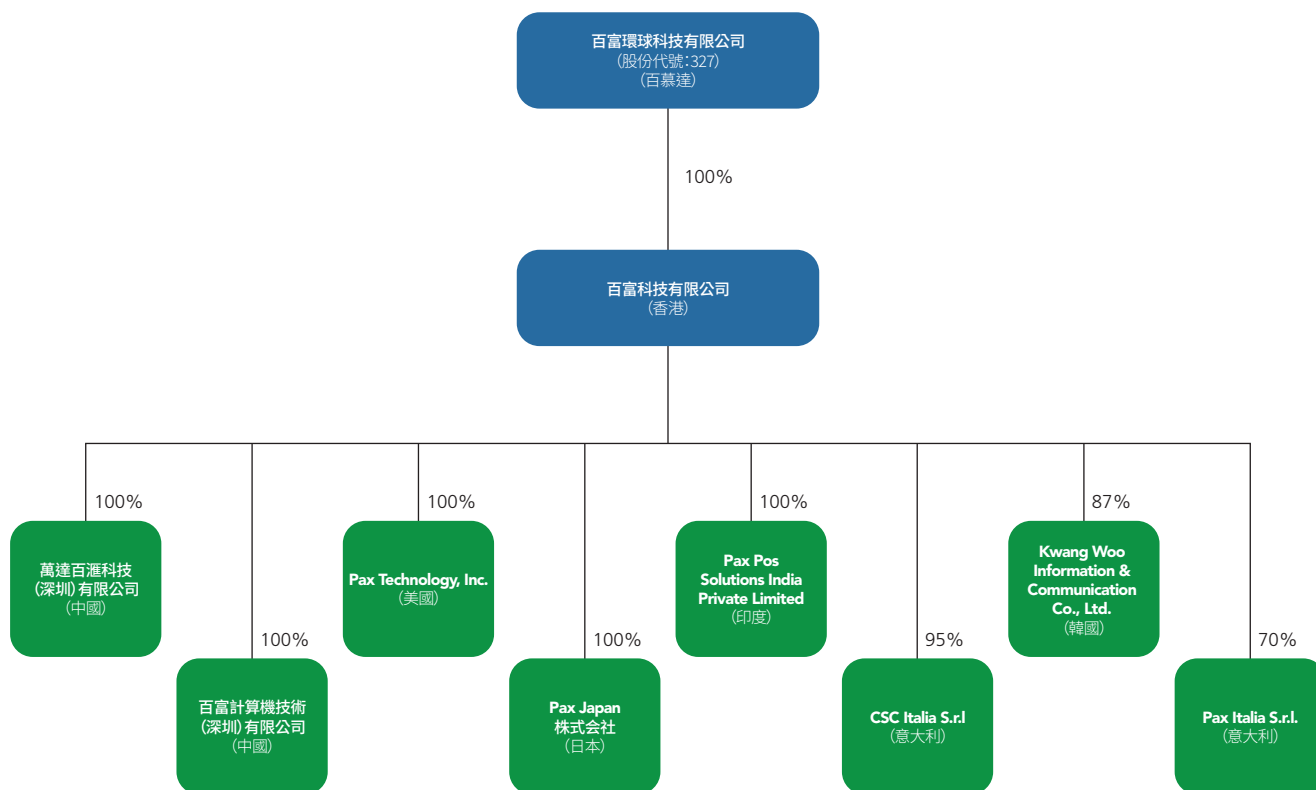 百富環球科技有限公司
(股份代號:327)
(百慕達)
100%
百富科技有限公司
(香港)
100%
萬達百滙科技
(深圳)有限公司
(中國)
100%
百富計算機技術
(深圳)有限公司
(中國)
100%
Pax Technology, Inc.
(美國)
100%
Pax Japan
株式会社
(日本)
100%
Pax Pos
Solutions India
Private Limited
(印度)
95%
CSC Italia S.r.l
(意大利)
87%
Kwang Woo
Information &
Communication
Co., Ltd.
(韓國)
70%
Pax Italia S.r.l.
(意大利)